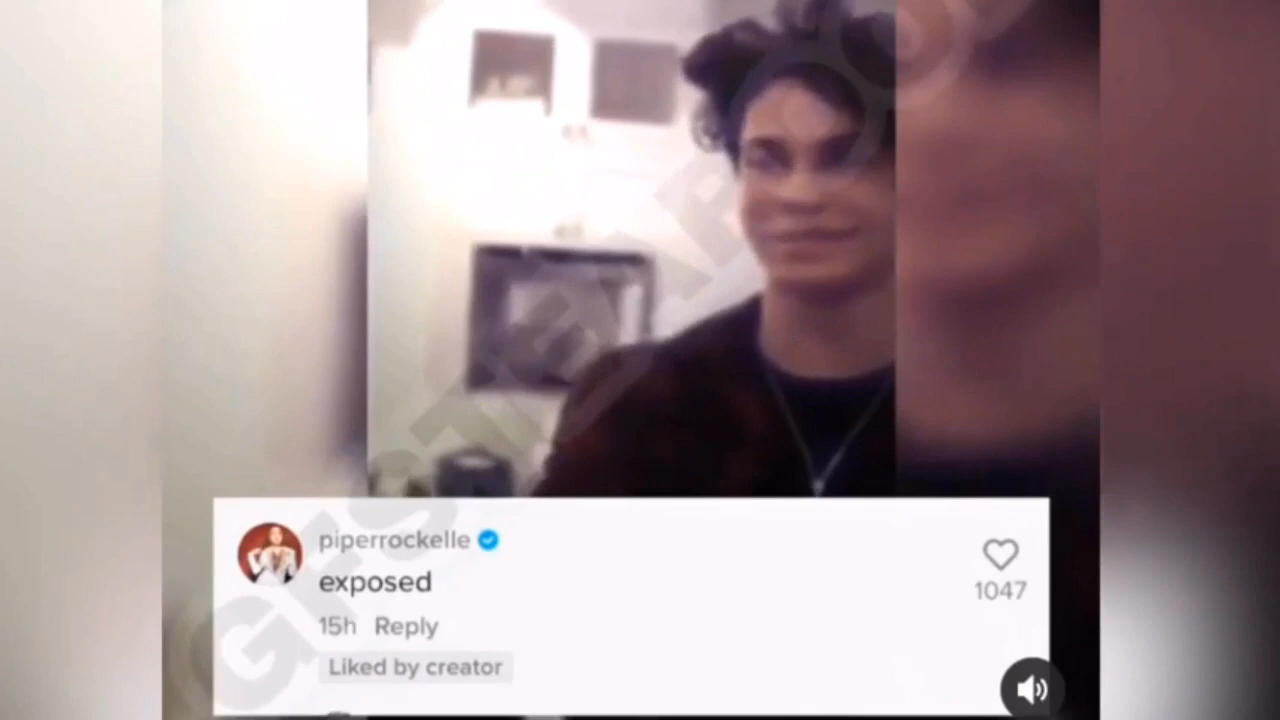 piperrockelle
exposed
1047
15h Reply
Liked by creator